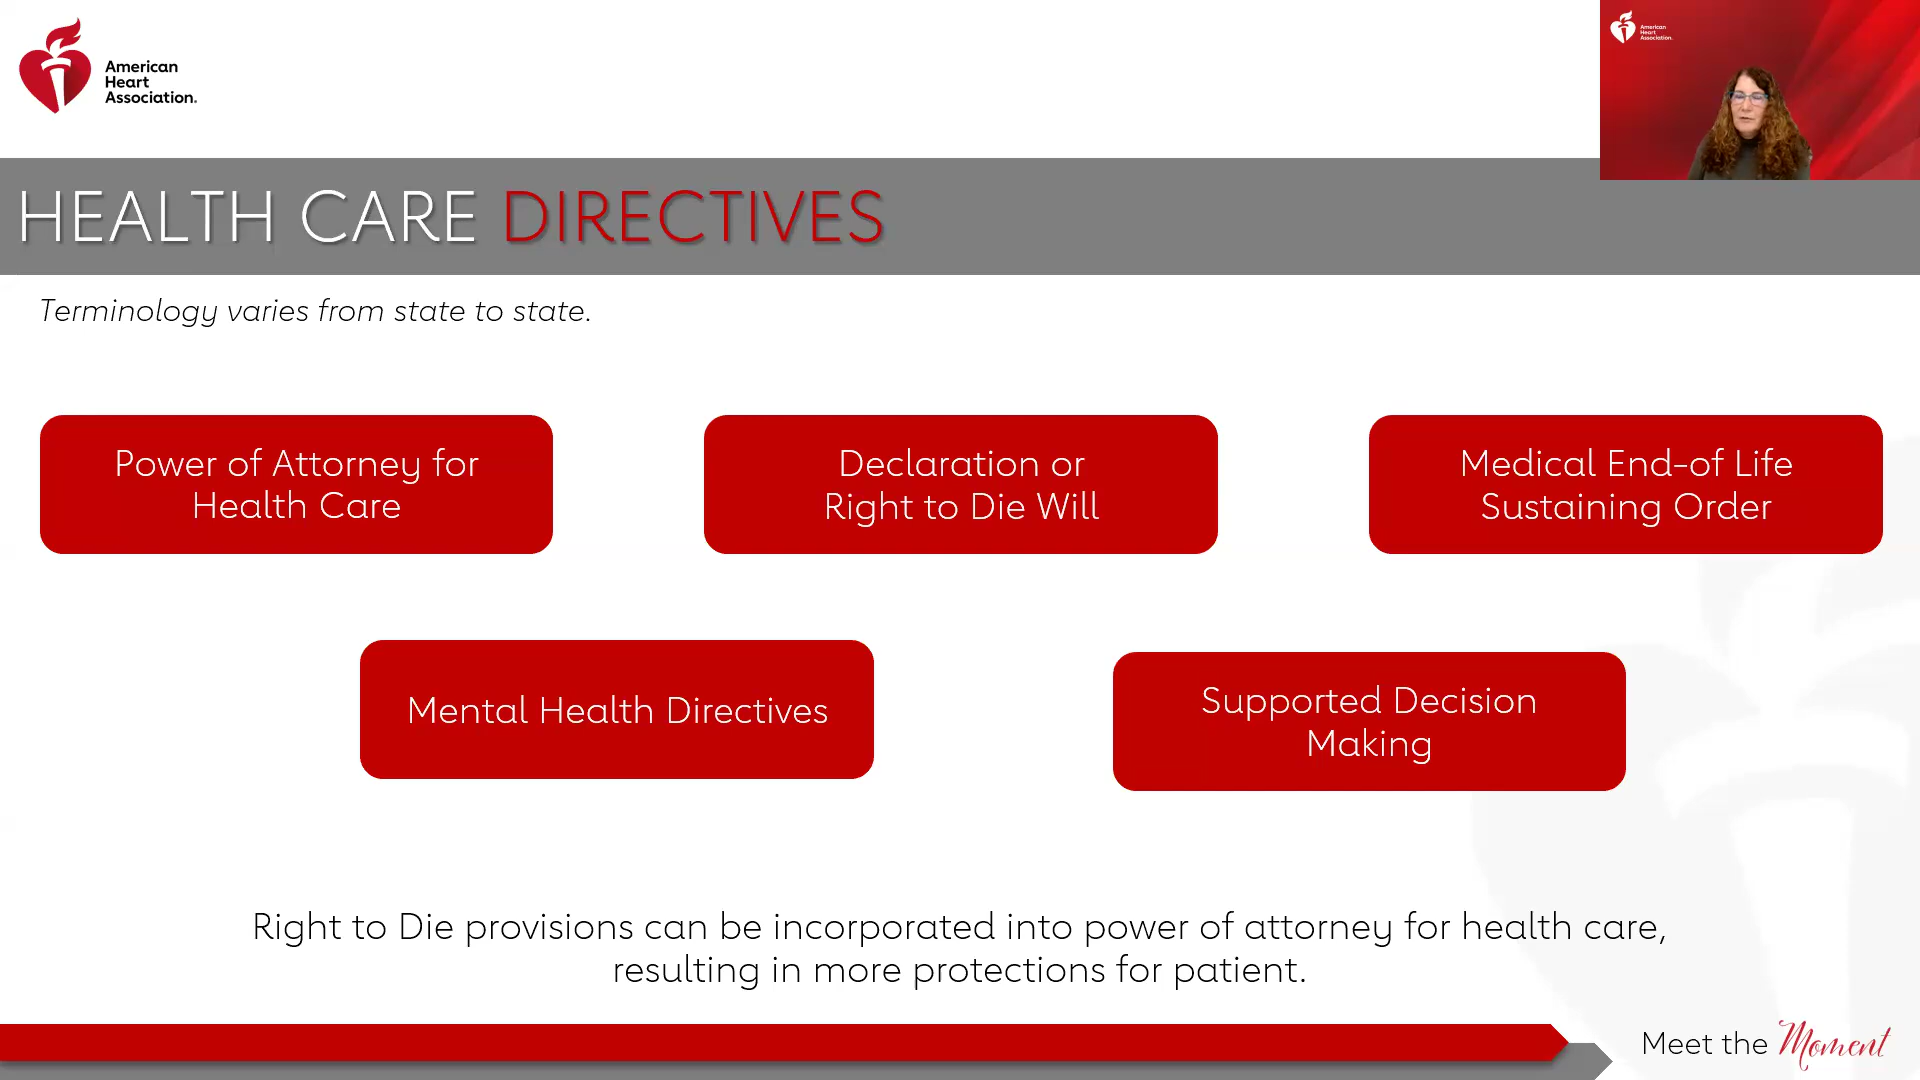 American
Heart
Association.
American
Heart
Association.
HEALTH CARE DIRECTIVES
Terminology varies from state to state.
Power of Attorney for
Health Care
Declaration or
Right to Die Will
Medical End-of Life
Sustaining Order
Mental Health Directives
Supported Decision
Making
Right to Die provisions can be incorporated into power of attorney for health care,
resulting in more protections for patient.
Meet the Moment